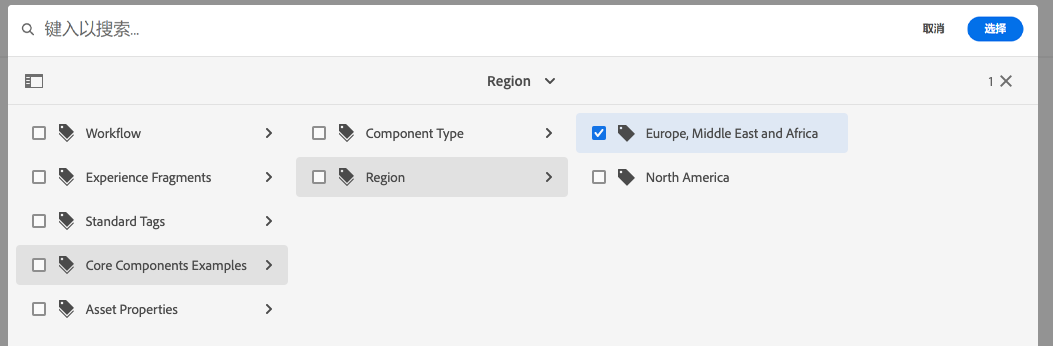 键入以搜索...
取消
选择
Region
1
Workflow
Component Type
Europe, Middle East and Africa
Experience Fragments
Region
North America
Standard Tags
Core Components Examples
Asset Properties